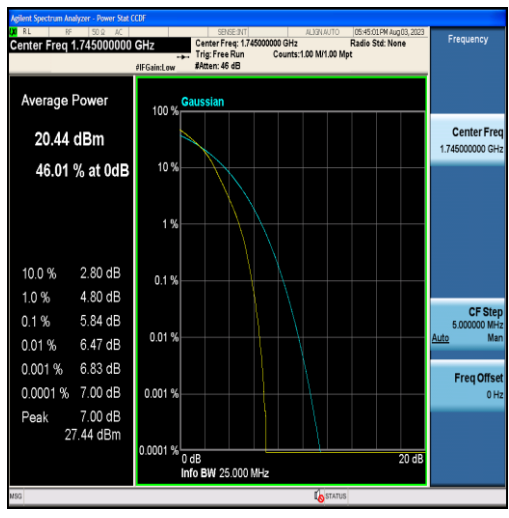 Agilent Spectrum Analyzer - Power Stat CCDF
RL RF 50 Ω AC SENSE:INT ALIGN AUTO 05:45:01 PM Aug 03, 2023
Center Freq 1.745000000 GHz
Center Freq: 1.745000000 GHz Radio Std: None
Trig: Free Run Counts:1.00 M/1.00 Mpt
#IFGain:Low #Atten: 46 dB
Frequency
Average Power
20.44 dBm
46.01 % at 0dB
10.0 % 2.80 dB
1.0 % 4.80 dB
0.1 % 5.84 dB
0.01 % 6.47 dB
0.001 % 6.83 dB
0.0001 % 7.00 dB
Peak 7.00 dB
27.44 dBm
Gaussian
100 %
10 %
1 %
0.1 %
0.01 %
0.001 %
0.0001 %
0 dB 20 dB
Info BW 25.000 MHz
Center Freq
1.745000000 GHz
CF Step
5.000000 MHz
Auto Man
Freq Offset
0 Hz
MSG STATUS